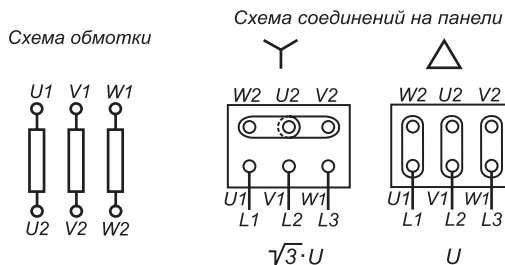 Схема соединений на панели
Схема обмотки
U1 V1 W1
U2 V2 W2
W2 U2 V2
U1 V1 W1
L1 L2 L3
√3·U
W2 U2 V2
U1 V1 W1
L1 L2 L3
U